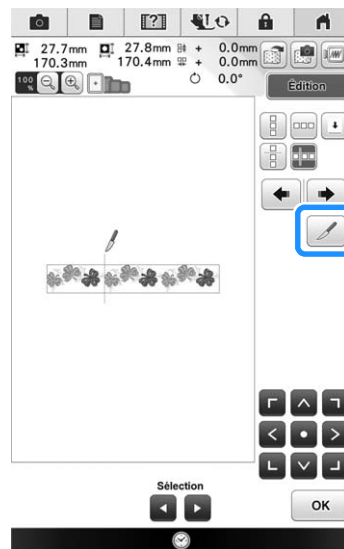 27.7mm 27.8mm + 0.0mm
170.3mm 170.4mm + 0.0mm
100 % 0.0°
Édition
Sélection
OK